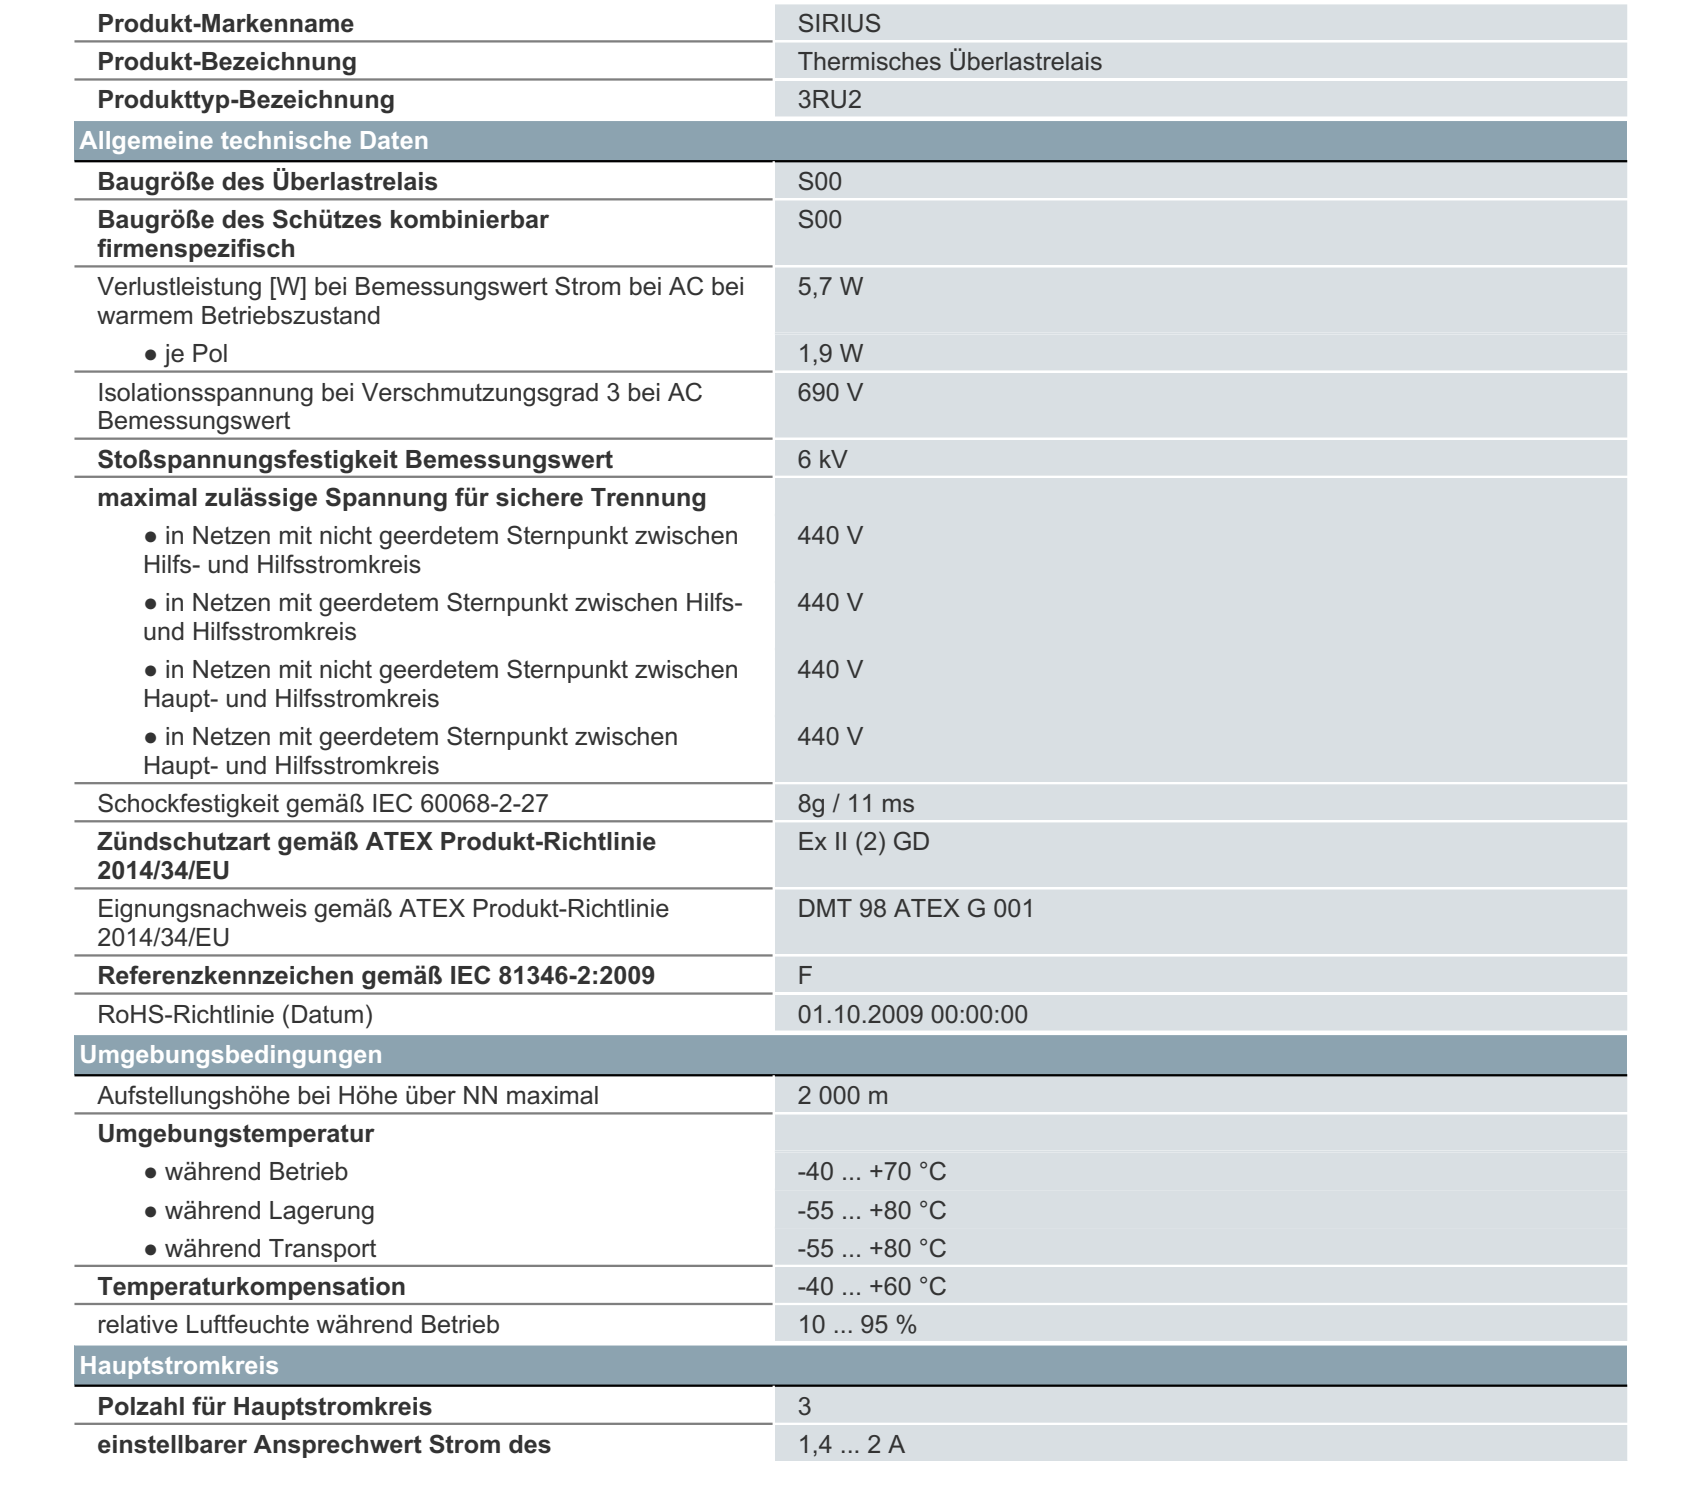 Produkt-Markenname SIRIUS
Produkt-Bezeichnung Thermisches Überlastrelais
Produkttyp-Bezeichnung 3RU2
Allgemeine technische Daten
Baugröße des Überlastrelais S00
Baugröße des Schützes kombinierbar S00
firmenspezifisch
Verlustleistung [W] bei Bemessungswert Strom bei AC bei 5,7 W
warmem Betriebszustand
● je Pol 1,9 W
Isolationsspannung bei Verschmutzungsgrad 3 bei AC 690 V
Bemessungswert
Stoßspannungsfestigkeit Bemessungswert 6 kV
maximal zulässige Spannung für sichere Trennung
● in Netzen mit nicht geerdetem Sternpunkt zwischen 440 V
Hilfs- und Hilfsstromkreis
● in Netzen mit geerdetem Sternpunkt zwischen Hilfs- 440 V
und Hilfsstromkreis
● in Netzen mit nicht geerdetem Sternpunkt zwischen 440 V
Haupt- und Hilfsstromkreis
● in Netzen mit geerdetem Sternpunkt zwischen 440 V
Haupt- und Hilfsstromkreis
Schockfestigkeit gemäß IEC 60068-2-27 8g / 11 ms
Zündschutzart gemäß ATEX Produkt-Richtlinie Ex II (2) GD
2014/34/EU
Eignungsnachweis gemäß ATEX Produkt-Richtlinie DMT 98 ATEX G 001
2014/34/EU
Referenzkennzeichen gemäß IEC 81346-2:2009 F
RoHS-Richtlinie (Datum) 01.10.2009 00:00:00
Umgebungsbedingungen
Aufstellungshöhe bei Höhe über NN maximal 2 000 m
Umgebungstemperatur
● während Betrieb -40 ... +70 °C
● während Lagerung -55 ... +80 °C
● während Transport -55 ... +80 °C
Temperaturkompensation -40 ... +60 °C
relative Luftfeuchte während Betrieb 10 ... 95 %
Hauptstromkreis
Polzahl für Hauptstromkreis 3
einstellbarer Ansprechwert Strom des 1,4 ... 2 A